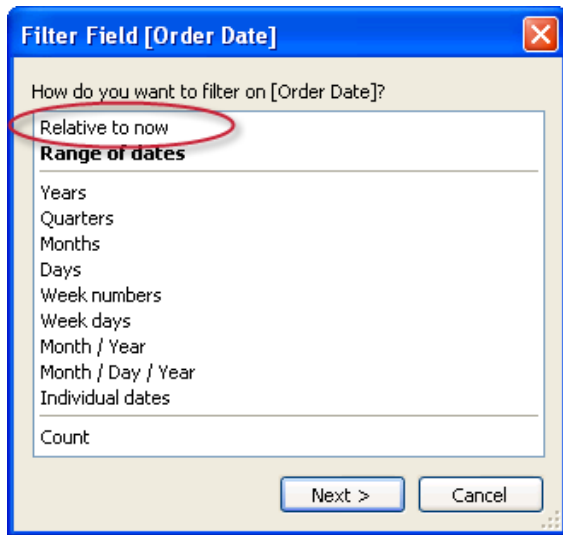 Filter Field [Order Date]
How do you want to filter on [Order Date]?
Relative to now
Range of dates
Years
Quarters
Months
Days
Week numbers
Week days
Month / Year
Month / Day / Year
Individual dates
Count
Next > Cancel